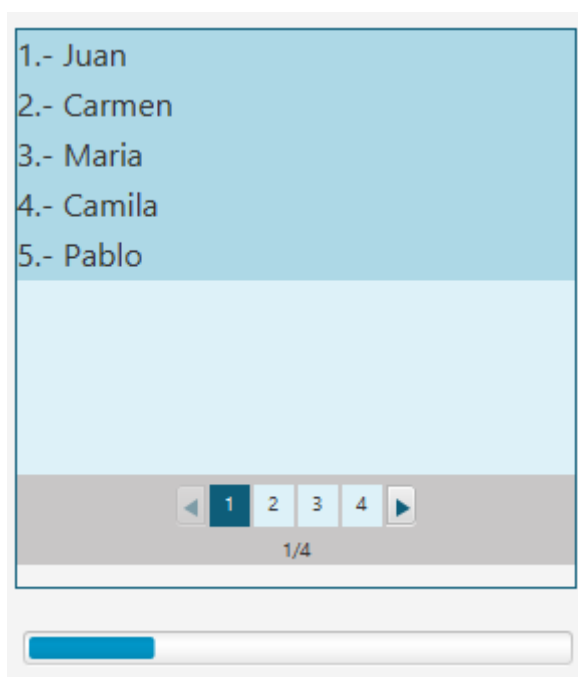 1.- Juan
2.- Carmen
3.- Maria
4.- Camila
5.- Pablo
1 2 3 4
1/4